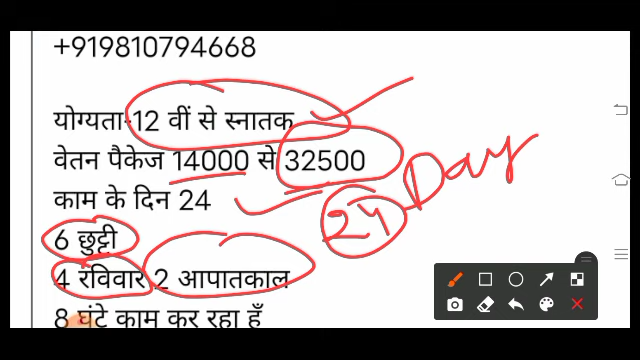 +919810794668
योग्यता-12 वीं से स्नातक
वेतन पैकेज 14000 से 32500
काम के दिन 24
24 Day
6 छुट्टी
4 रविवार 2 आपातकाल
8 घंटे काम कर रहा हूँ